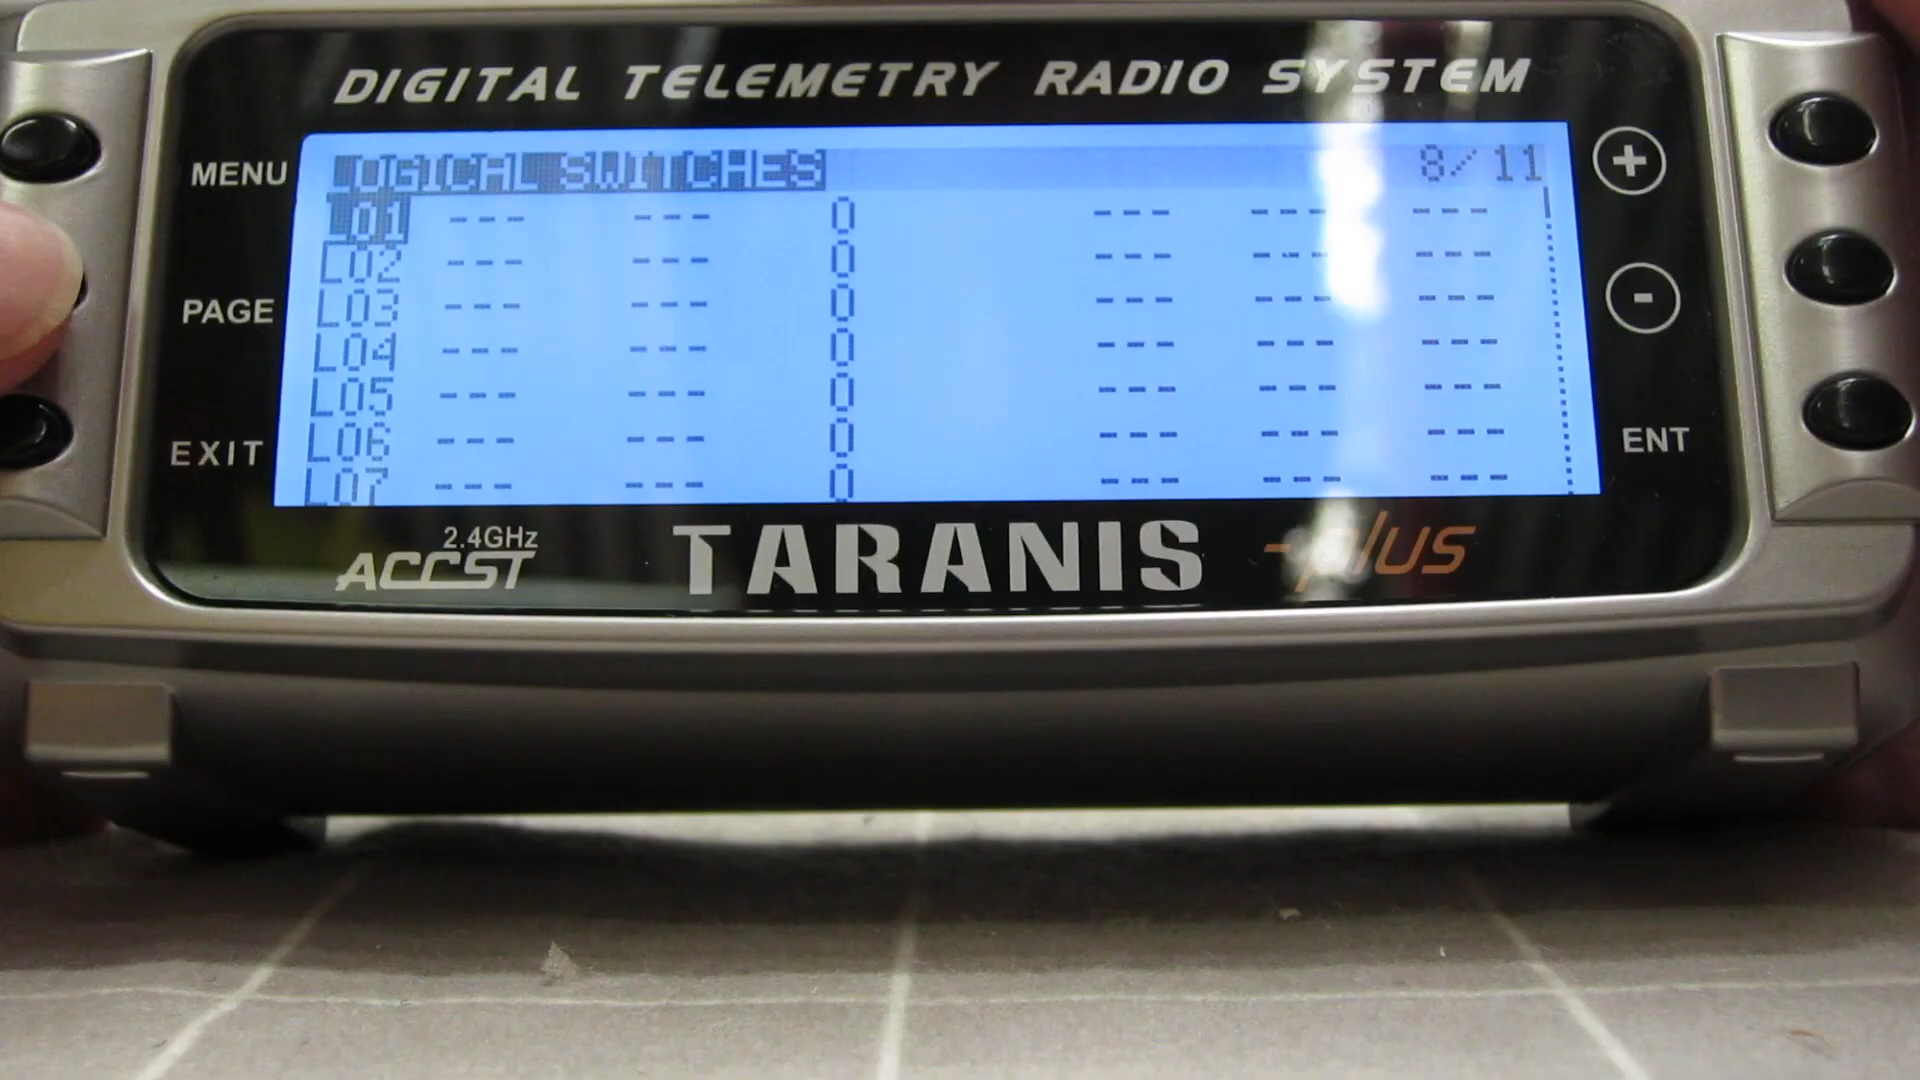 DIGITAL TELEMETRY RADIO SYSTEM
LOGICAL SWITCHES 8/11
L01 --- --- 0 --- --- ---
L02 --- --- 0 --- --- ---
L03 --- --- 0 --- --- ---
L04 --- --- 0 --- --- ---
L05 --- --- 0 --- --- ---
L06 --- --- 0 --- --- ---
L07 --- --- 0 --- --- ---
MENU
PAGE
EXIT
+
-
ENT
2.4GHz
ACCST
TARANIS -plus